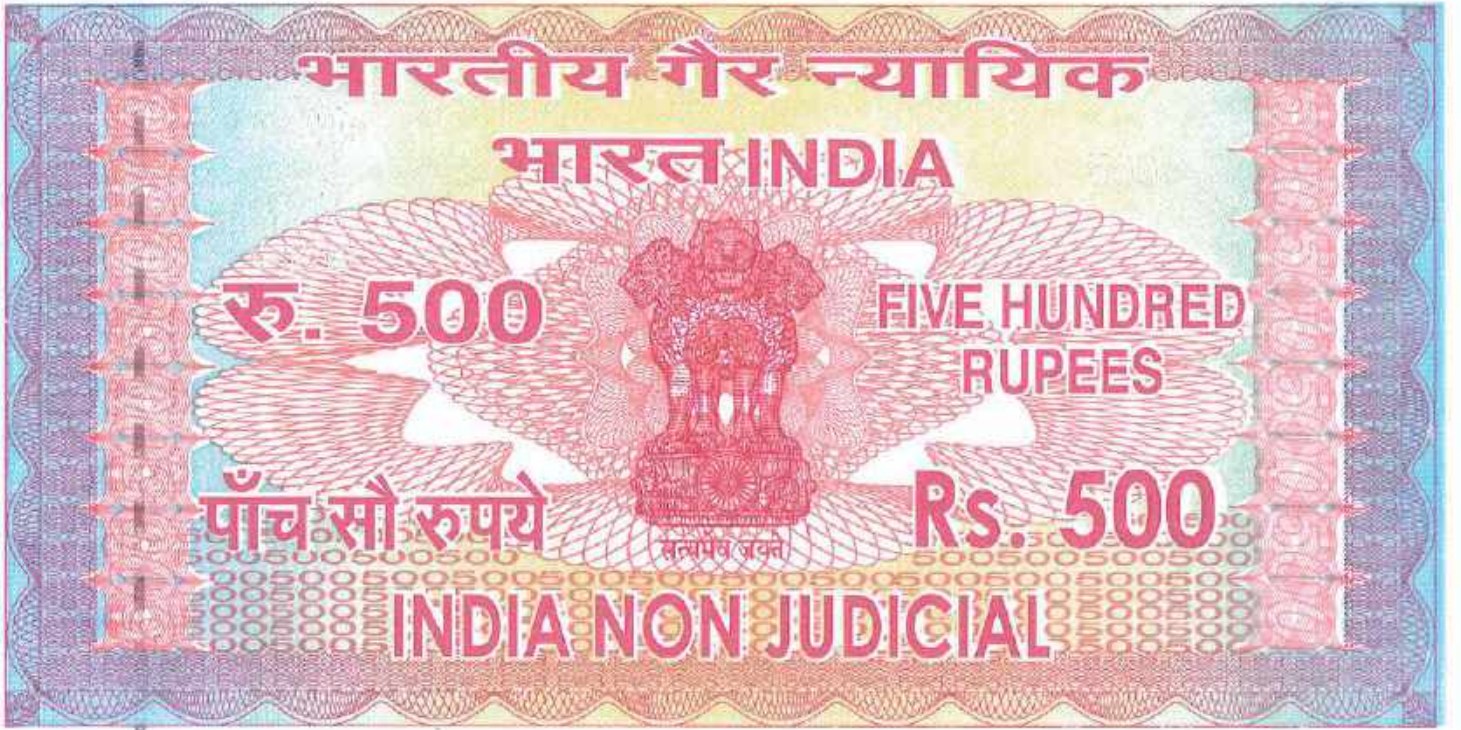 भारतीय गैर न्यायिक
भारत INDIA
रु. 500
FIVE HUNDRED
RUPEES
पाँच सौ रुपये
Rs. 500
सत्यमेव जयते
INDIA NON JUDICIAL